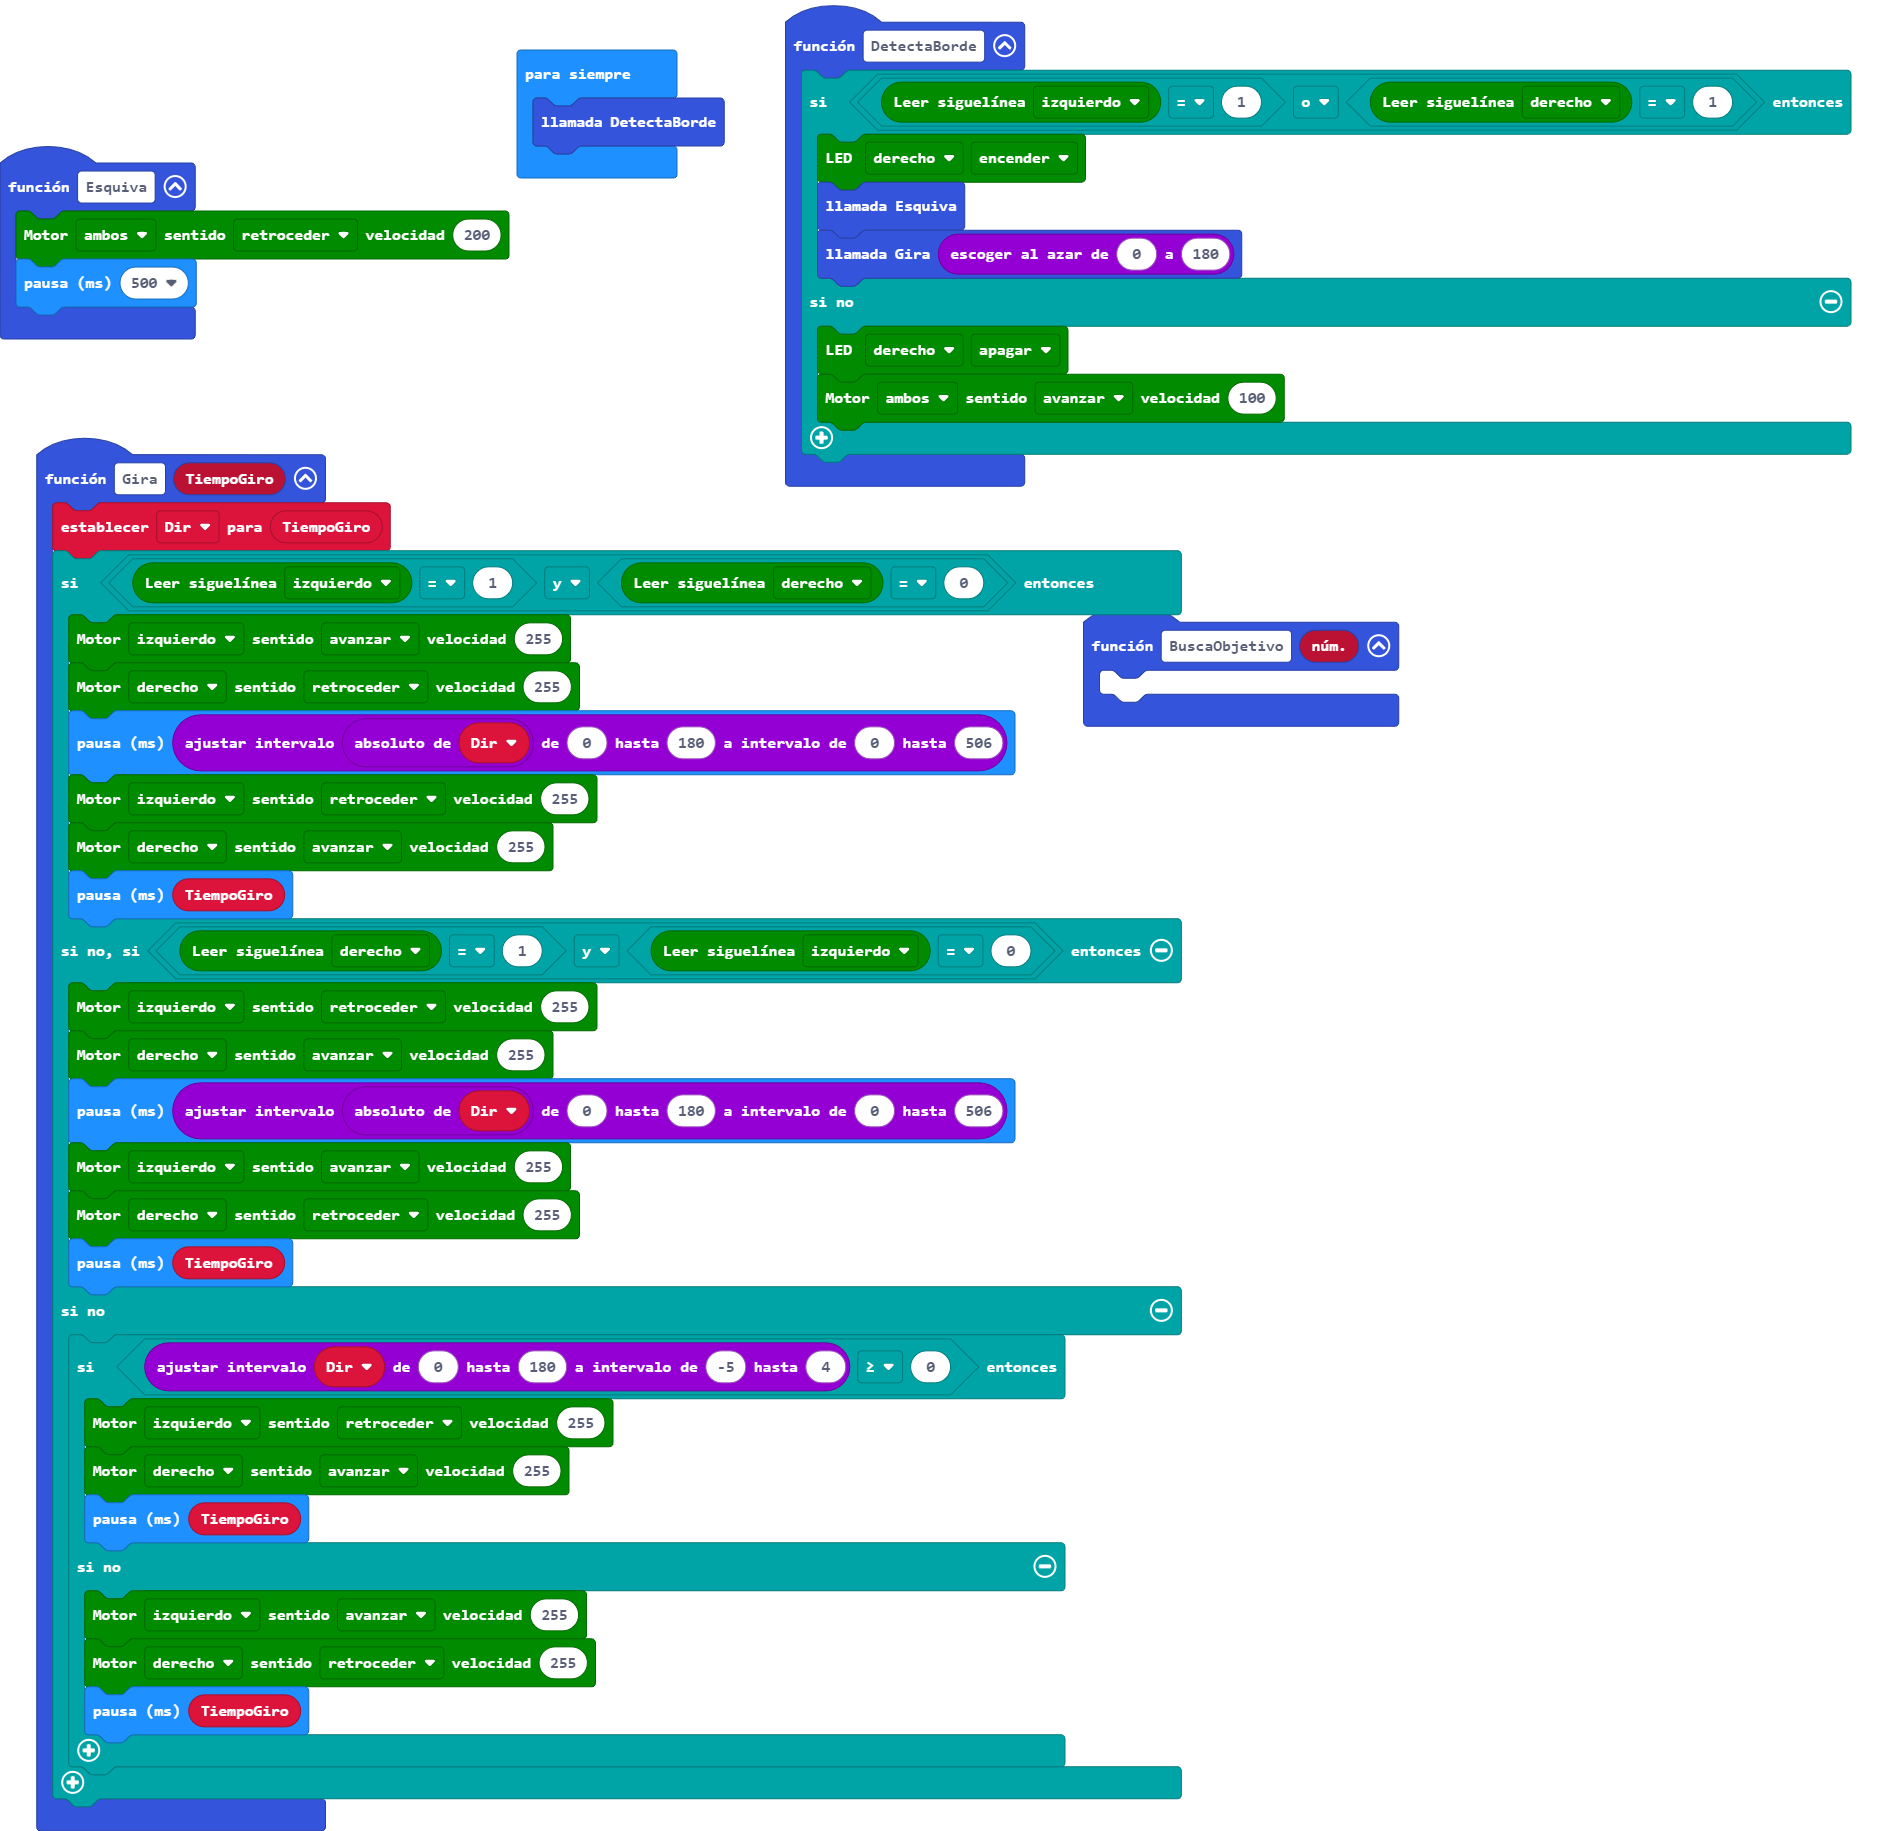 función Esquiva
Motor ambos sentido retroceder velocidad 200
pausa (ms) 500
para siempre
llamada DetectaBorde
función DetectaBorde
si Leer siguelínea izquierdo = 1 o Leer siguelínea derecho = 1 entonces
LED derecho encender
llamada Esquiva
llamada Gira escoger al azar de 0 a 180
si no
LED derecho apagar
Motor ambos sentido avanzar velocidad 100
función Gira TiempoGiro
establecer Dir para TiempoGiro
si Leer siguelínea izquierdo = 1 y Leer siguelínea derecho = 0 entonces
Motor izquierdo sentido avanzar velocidad 255
Motor derecho sentido retroceder velocidad 255
pausa (ms) ajustar intervalo absoluto de Dir de 0 hasta 180 a intervalo de 0 hasta 506
Motor izquierdo sentido retroceder velocidad 255
Motor derecho sentido avanzar velocidad 255
pausa (ms) TiempoGiro
si no, si Leer siguelínea derecho = 1 y Leer siguelínea izquierdo = 0 entonces
Motor izquierdo sentido retroceder velocidad 255
Motor derecho sentido avanzar velocidad 255
pausa (ms) ajustar intervalo absoluto de Dir de 0 hasta 180 a intervalo de 0 hasta 506
Motor izquierdo sentido avanzar velocidad 255
Motor derecho sentido retroceder velocidad 255
pausa (ms) TiempoGiro
si no
si ajustar intervalo Dir de 0 hasta 180 a intervalo de -5 hasta 4 ≥ 0 entonces
Motor izquierdo sentido retroceder velocidad 255
Motor derecho sentido avanzar velocidad 255
pausa (ms) TiempoGiro
si no
Motor izquierdo sentido avanzar velocidad 255
Motor derecho sentido retroceder velocidad 255
pausa (ms) TiempoGiro
función BuscaObjetivo núm.